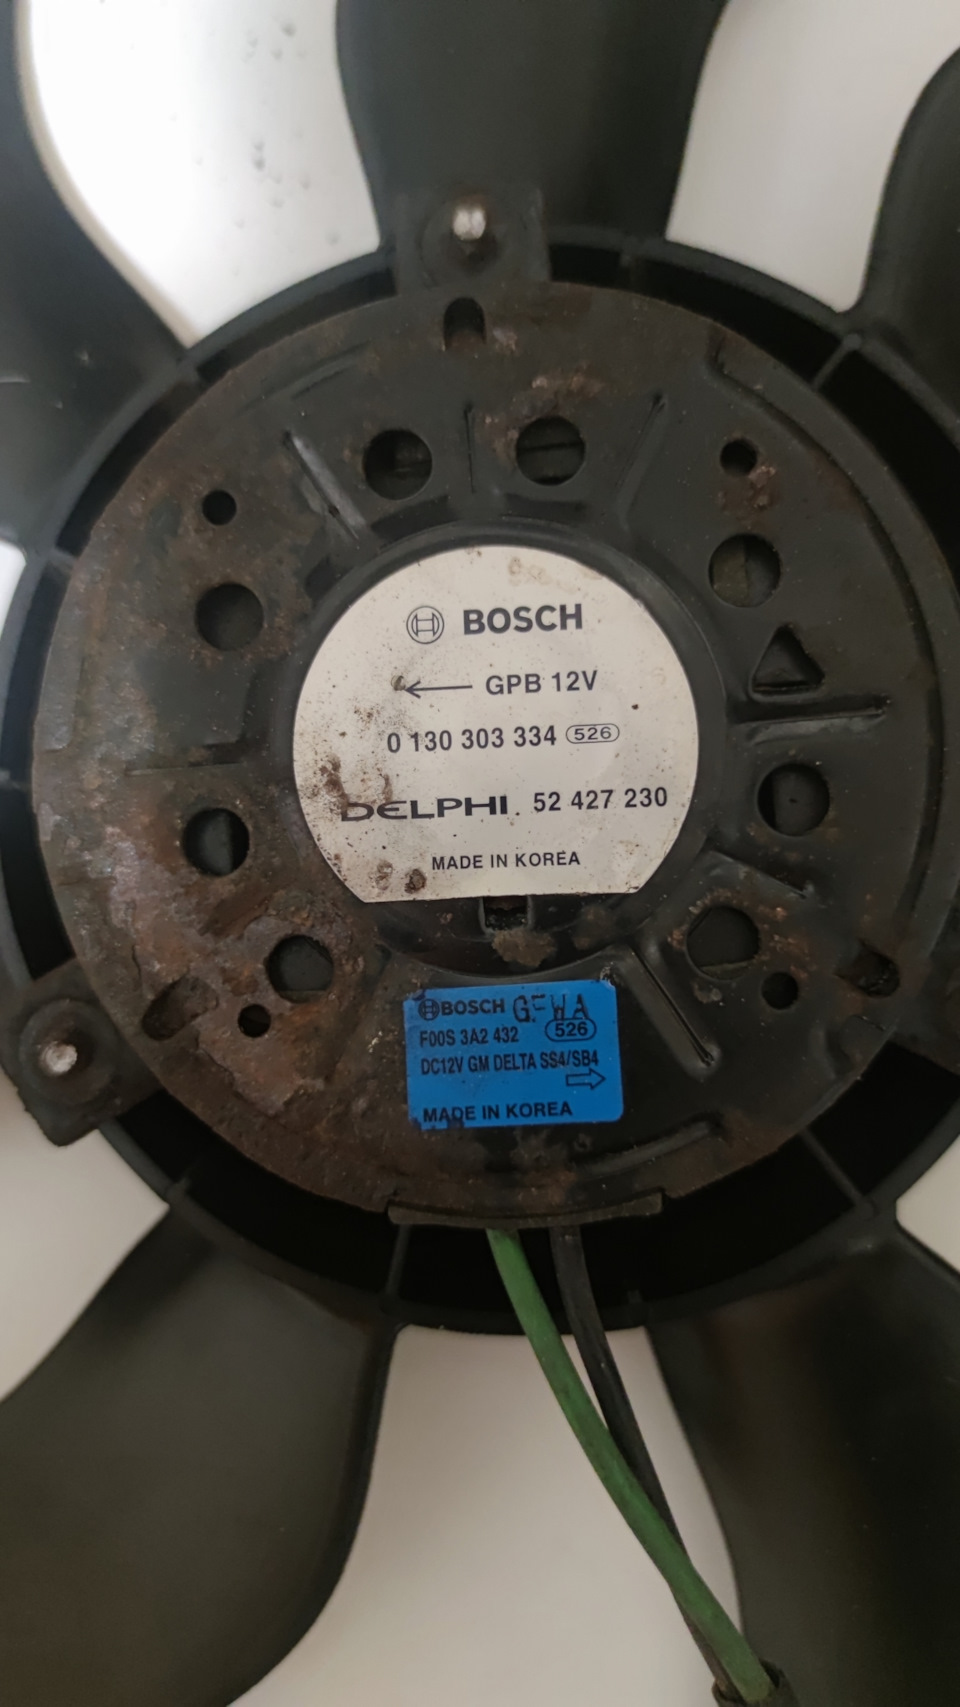 BOSCH
GPB 12V
0 130 303 334 526
DELPHI. 52 427 230
MADE IN KOREA
BOSCH
F00S 3A2 432 526
DC12V GM DELTA SS4/SB4
MADE IN KOREA